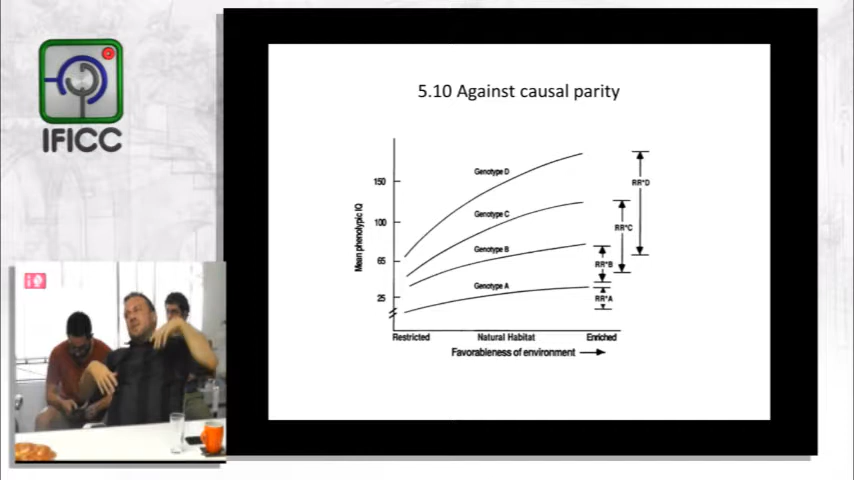 IFICC
5.10 Against causal parity
Mean phenotypic IQ
150
100
65
25
Genotype D
Genotype C
Genotype B
Genotype A
RR*D
RR*C
RR*B
RR*A
Restricted
Natural Habitat
Enriched
Favorableness of environment